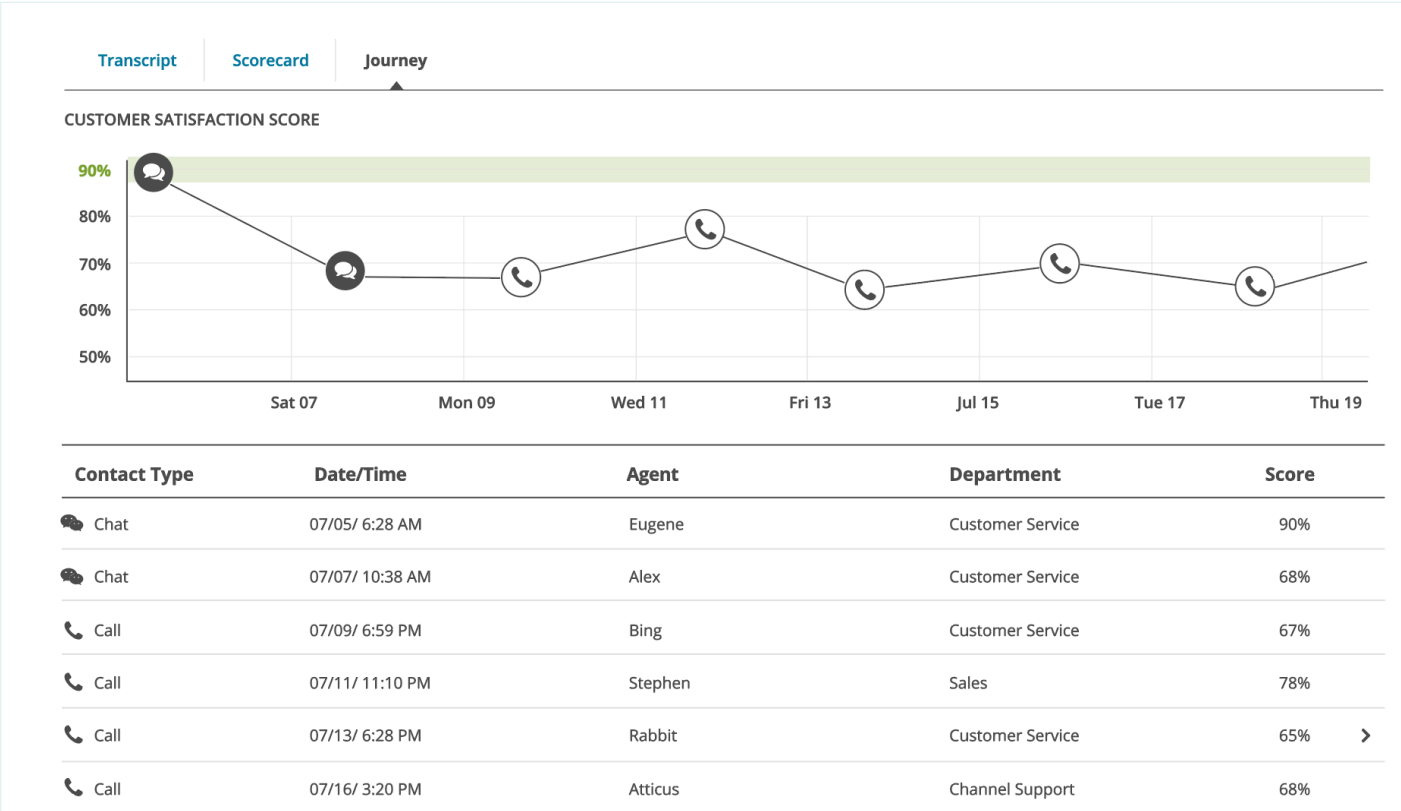 Transcript Scorecard Journey
CUSTOMER SATISFACTION SCORE
90%
80%
70%
60%
50%
Sat 07 Mon 09 Wed 11 Fri 13 Jul 15 Tue 17 Thu 19
Contact Type Date/Time Agent Department Score
Chat 07/05/ 6:28 AM Eugene Customer Service 90%
Chat 07/07/ 10:38 AM Alex Customer Service 68%
Call 07/09/ 6:59 PM Bing Customer Service 67%
Call 07/11/ 11:10 PM Stephen Sales 78%
Call 07/13/ 6:28 PM Rabbit Customer Service 65%
Call 07/16/ 3:20 PM Atticus Channel Support 68%